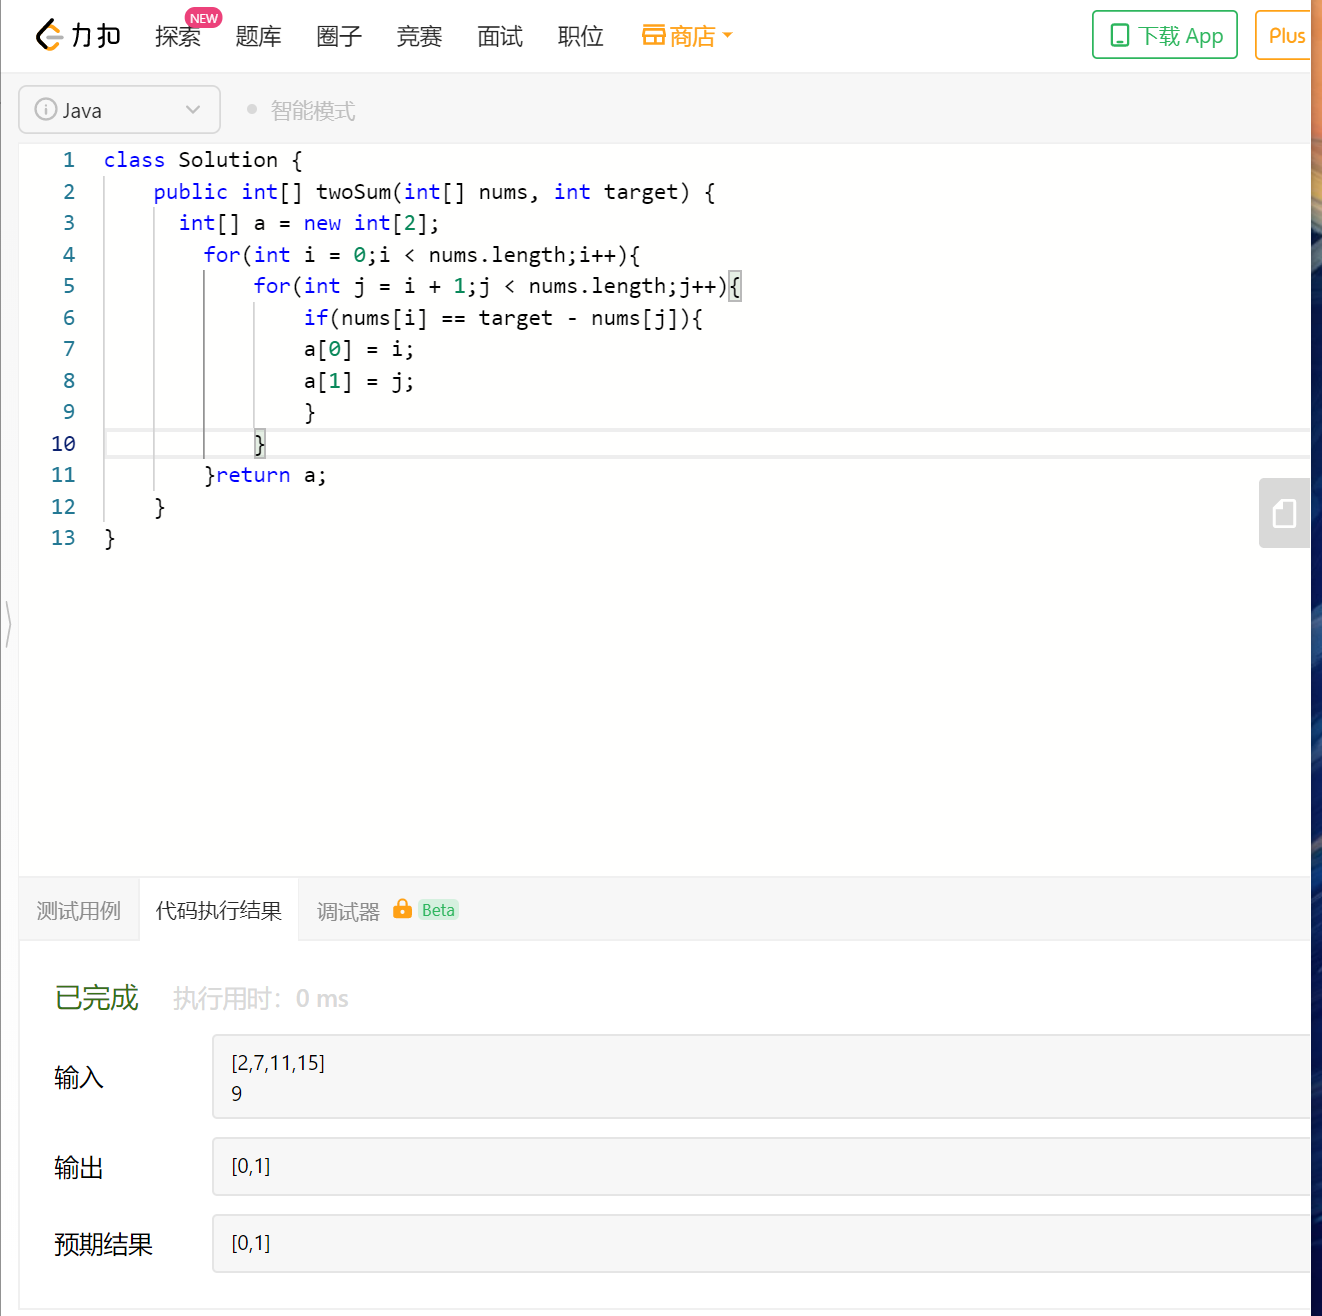 力扣 探索 NEW 题库 圈子 竞赛 面试 职位 商店 下载 App Plus
Java 智能模式
1 class Solution {
2 public int[] twoSum(int[] nums, int target) {
3 int[] a = new int[2];
4 for(int i = 0;i < nums.length;i++){
5 for(int j = i + 1;j < nums.length;j++){
6 if(nums[i] == target - nums[j]){
7 a[0] = i;
8 a[1] = j;
9 }
10 }
11 }return a;
12 }
13 }
测试用例 代码执行结果 调试器 Beta
已完成 执行用时：0 ms
输入
[2,7,11,15]
9
输出
[0,1]
预期结果
[0,1]